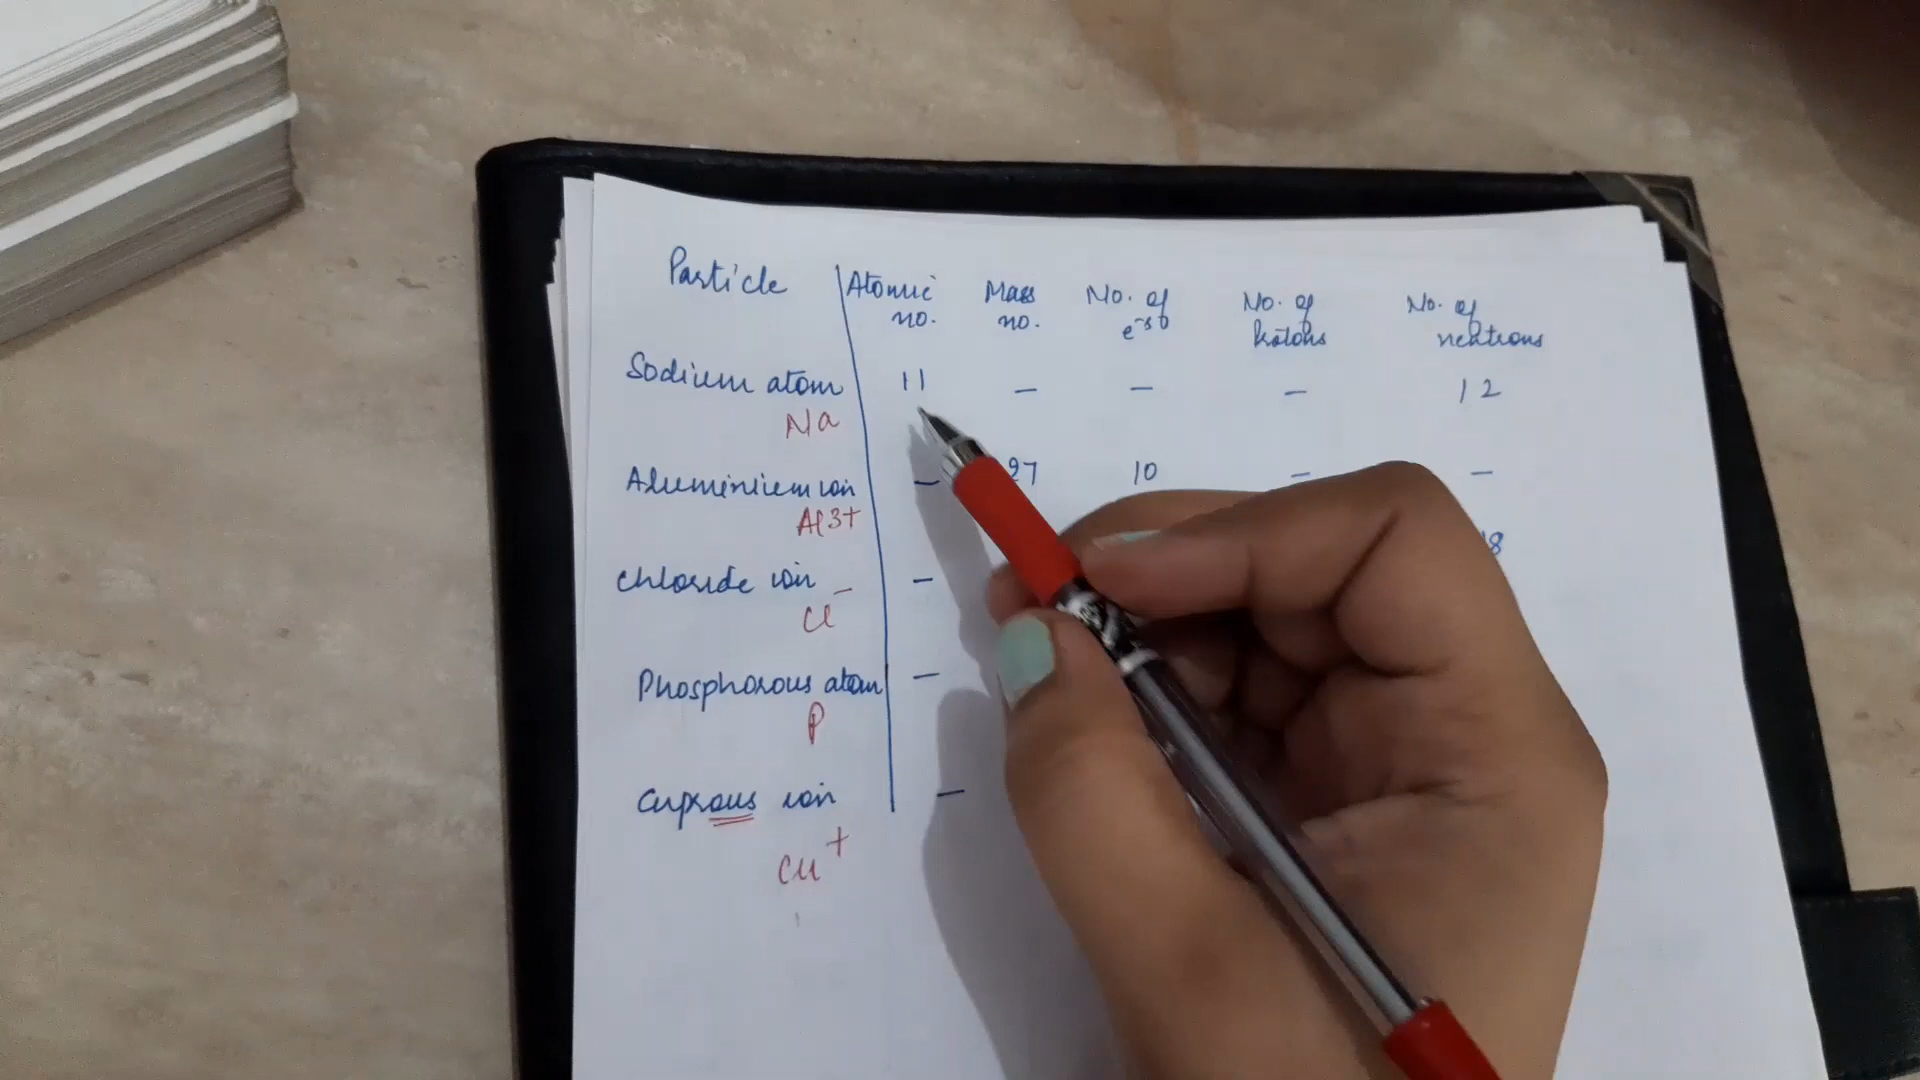 Particle Atomic no. Mass no. No. of e-s No. of protons No. of neutrons
Sodium atom 11 — — — 12
Na
Aluminium ion — 27 10 — —
Al3+
Chloride ion — 18
Cl-
Phosphorous atom —
P
Cuprous ion —
Cu+